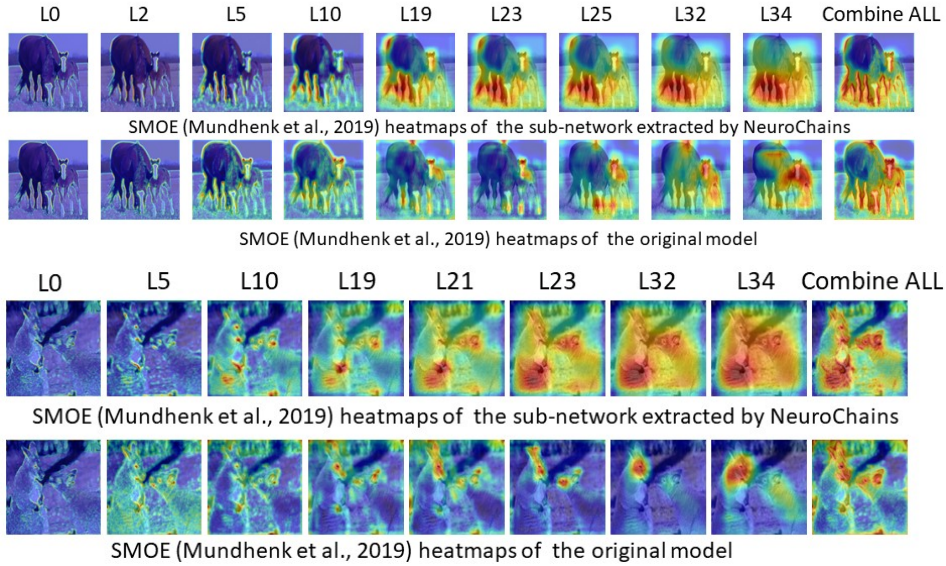 L0 L2 L5 L10 L19 L23 L25 L32 L34 Combine ALL
SMOE (Mundhenk et al., 2019) heatmaps of the sub-network extracted by NeuroChains
SMOE (Mundhenk et al., 2019) heatmaps of the original model
L0 L5 L10 L19 L21 L23 L32 L34 Combine ALL
SMOE (Mundhenk et al., 2019) heatmaps of the sub-network extracted by NeuroChains
SMOE (Mundhenk et al., 2019) heatmaps of the original model